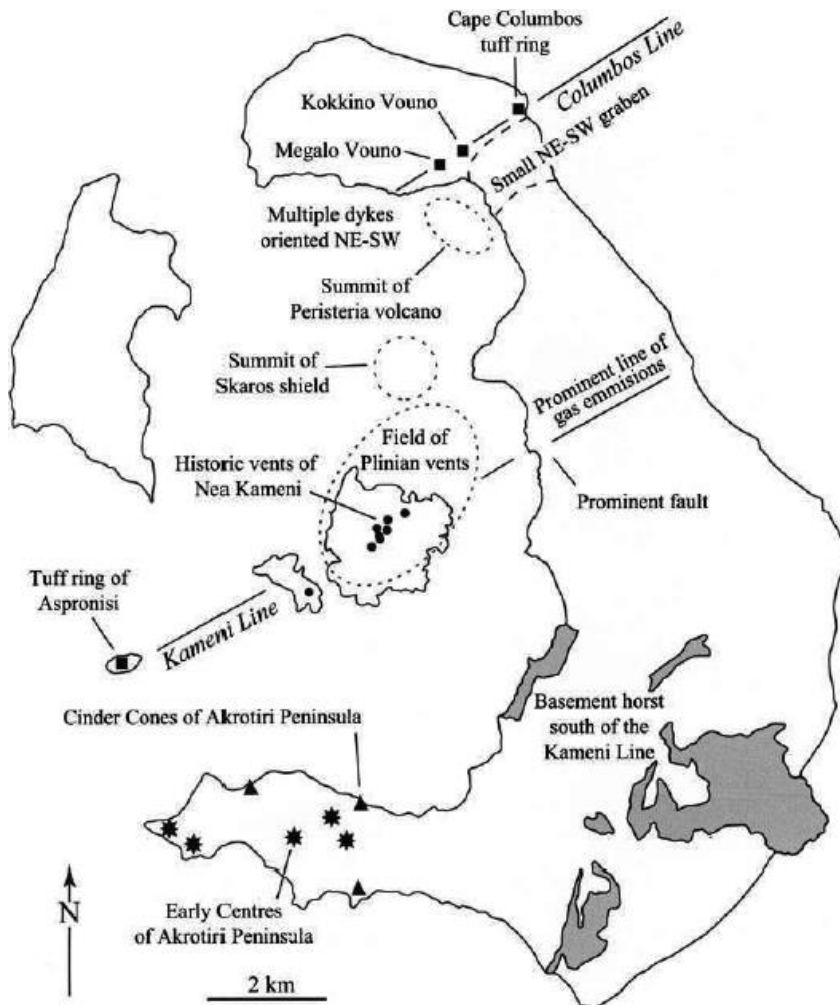 Cape Columbos
tuff ring
Columbos Line
Kokkino Vouno
Small NE-SW graben
Megalo Vouno
Multiple dykes
oriented NE-SW
Summit of
Peristeria volcano
Summit of
Skaros shield
Prominent line of
gas emmisions
Field of
Plinian vents
Historic vents of
Nea Kameni
Prominent fault
Tuff ring of
Aspronisi
Kameni Line
Cinder Cones of Akrotiri Peninsula
Basement horst
south of the
Kameni Line
Early Centres
of Akrotiri Peninsula
N
2 km